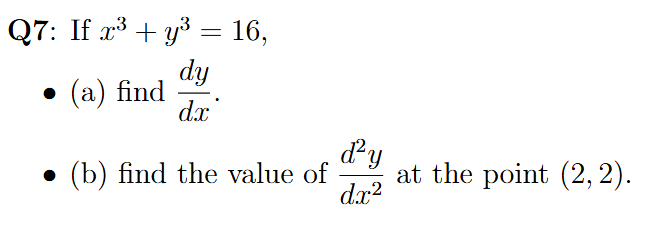 Q7: If x³ + y³ = 16,
• (a) find dy/dx.
• (b) find the value of d²y/dx² at the point (2, 2).